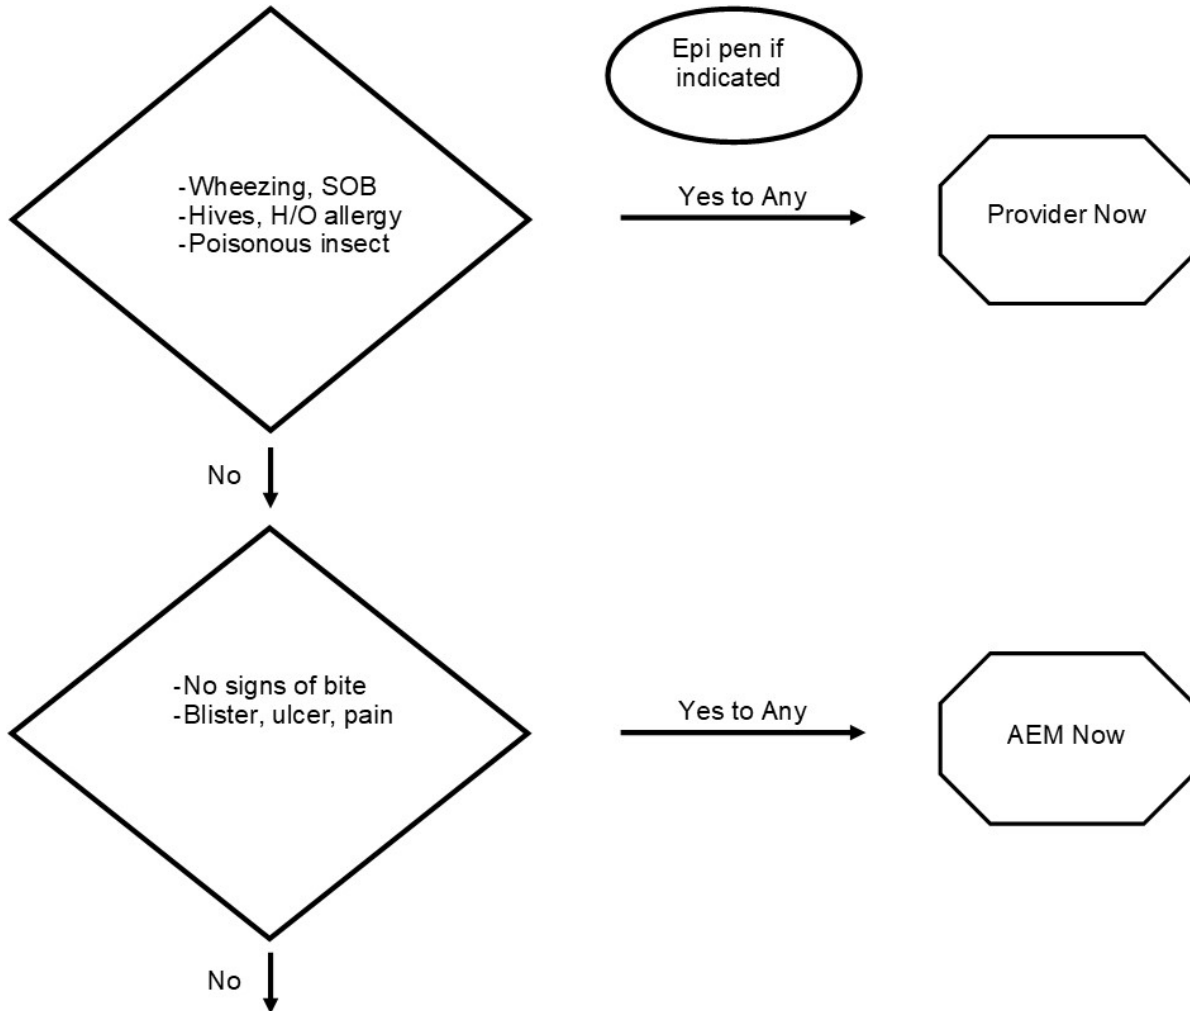 Epi pen if
indicated
-Wheezing, SOB
-Hives, H/O allergy
-Poisonous insect
Yes to Any
Provider Now
No
-No signs of bite
-Blister, ulcer, pain
Yes to Any
AEM Now
No